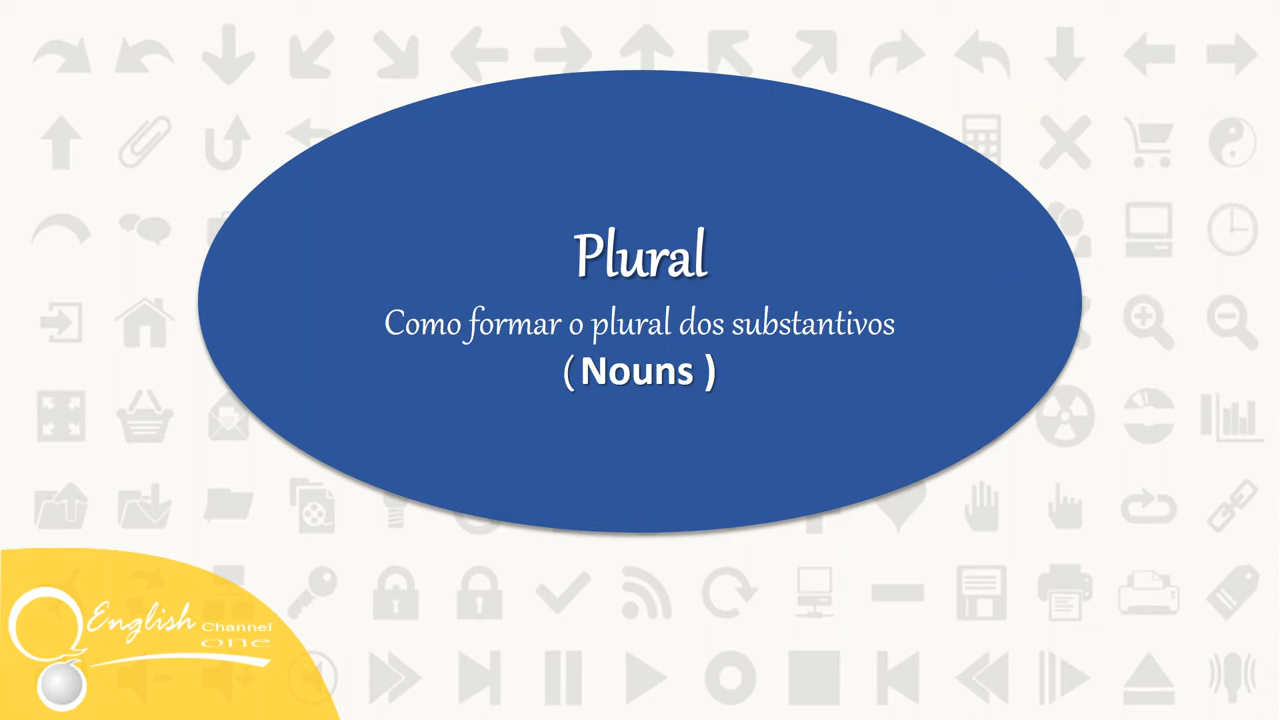 Plural
Como formar o plural dos substantivos
( Nouns )
English Channel
one